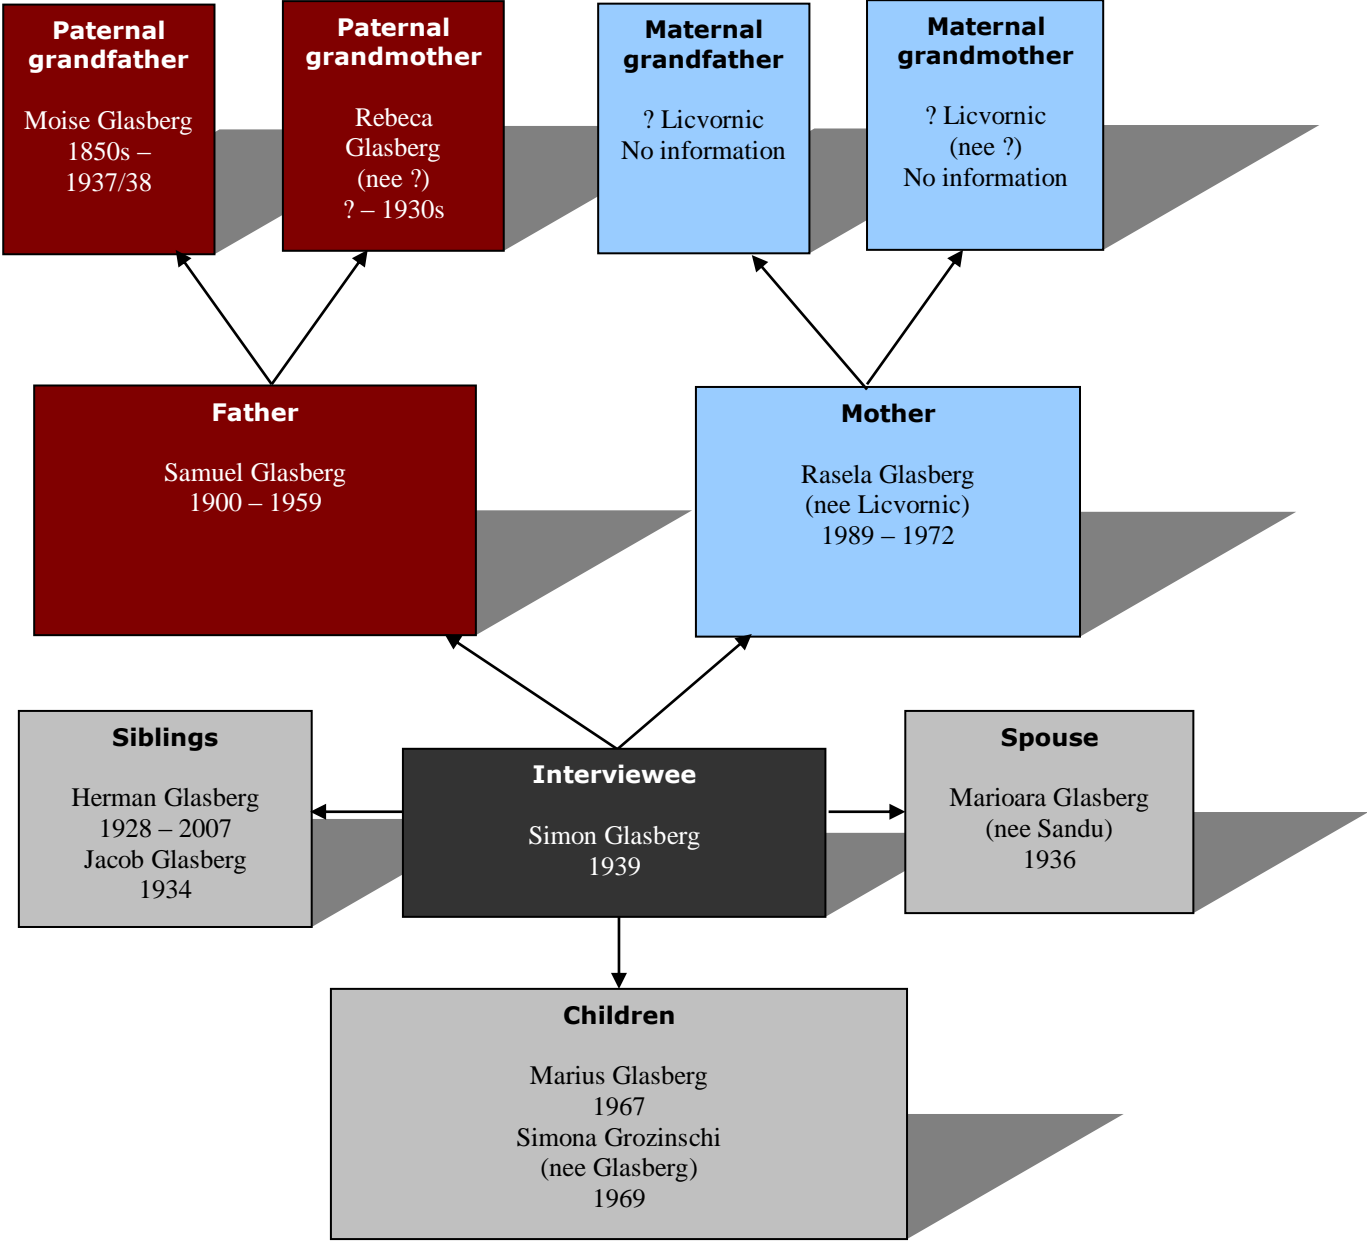 Paternal
grandfather
Moise Glasberg
1850s –
1937/38
Paternal
grandmother
Rebeca
Glasberg
(nee ?)
? – 1930s
Maternal
grandfather
? Licvornic
No information
Maternal
grandmother
? Licvornic
(nee ?)
No information
Father
Samuel Glasberg
1900 – 1959
Mother
Rasela Glasberg
(nee Licvornic)
1989 – 1972
Siblings
Herman Glasberg
1928 – 2007
Jacob Glasberg
1934
Interviewee
Simon Glasberg
1939
Spouse
Marioara Glasberg
(nee Sandu)
1936
Children
Marius Glasberg
1967
Simona Grozinschi
(nee Glasberg)
1969